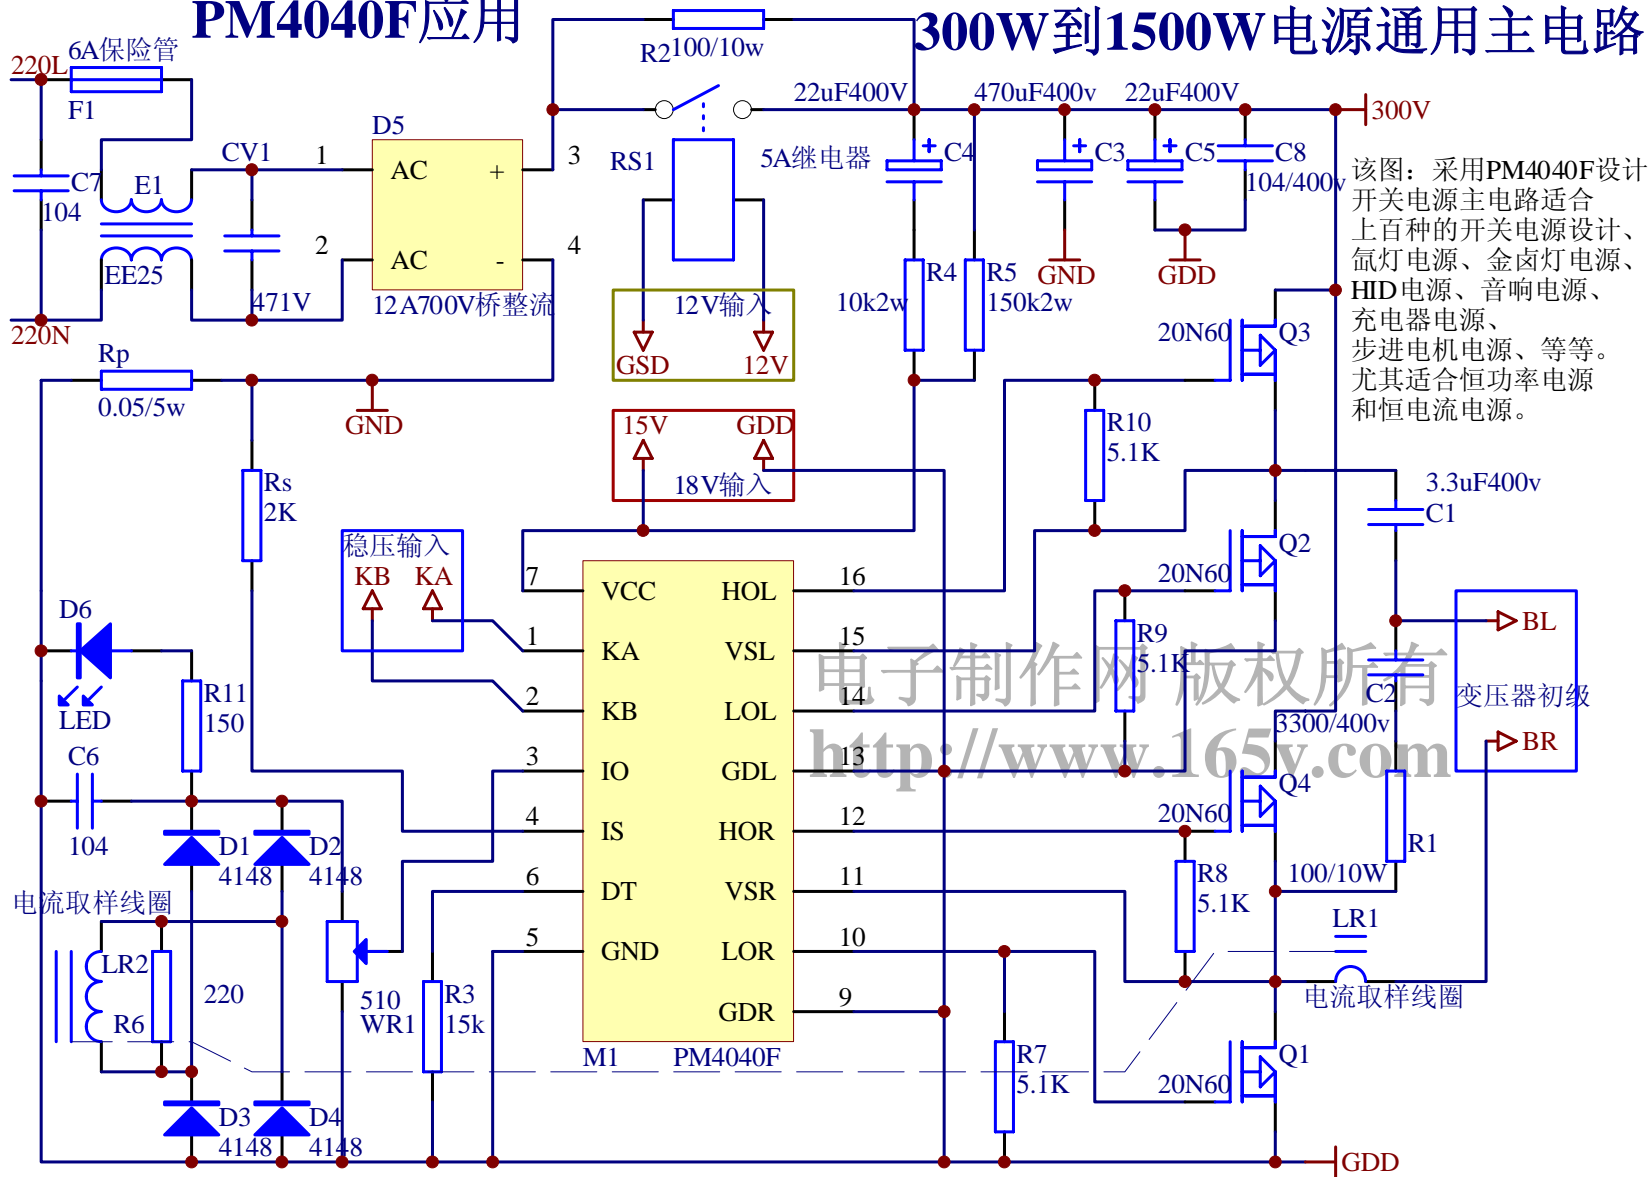 PM4040F应用
300W到1500W电源通用主电路
6A保险管
220L
F1
R2
100/10w
22uF400V
470uF400v
22uF400V
300V
D5
CV1
1
AC
+
3
RS1
5A继电器
C4
C3
C5
C8
104/400v
C7
104
E1
EE25
2
AC
-
4
471V
12A700V桥整流
220N
GND
GDD
R4
10k2w
R5
150k2w
该图：采用PM4040F设计
开关电源主电路适合
上百种的开关电源设计、
氙灯电源、金卤灯电源、
HID电源、音响电源、
充电器电源、
步进电机电源、等等。
尤其适合恒功率电源
和恒电流电源。
12V输入
GSD
12V
20N60
Q3
Rp
0.05/5w
GND
15V
GDD
18V输入
R10
5.1K
Rs
2K
3.3uF400v
C1
稳压输入
KB
KA
Q2
20N60
7
VCC
HOL
16
1
KA
VSL
15
2
KB
LOL
14
3
IO
GDL
13
4
IS
HOR
12
6
DT
VSR
11
5
GND
LOR
10
GDR
9
M1
PM4040F
D6
LED
R11
150
R9
5.1K
BL
C2
3300/400v
变压器初级
BR
电子制作网 版权所有
http://www.165v.com
C6
104
Q4
20N60
R1
100/10W
D1
4148
D2
4148
R8
5.1K
电流取样线圈
LR2
R6
220
510
WR1
R3
15k
LR1
电流取样线圈
R7
5.1K
Q1
20N60
D3
4148
D4
4148
GDD